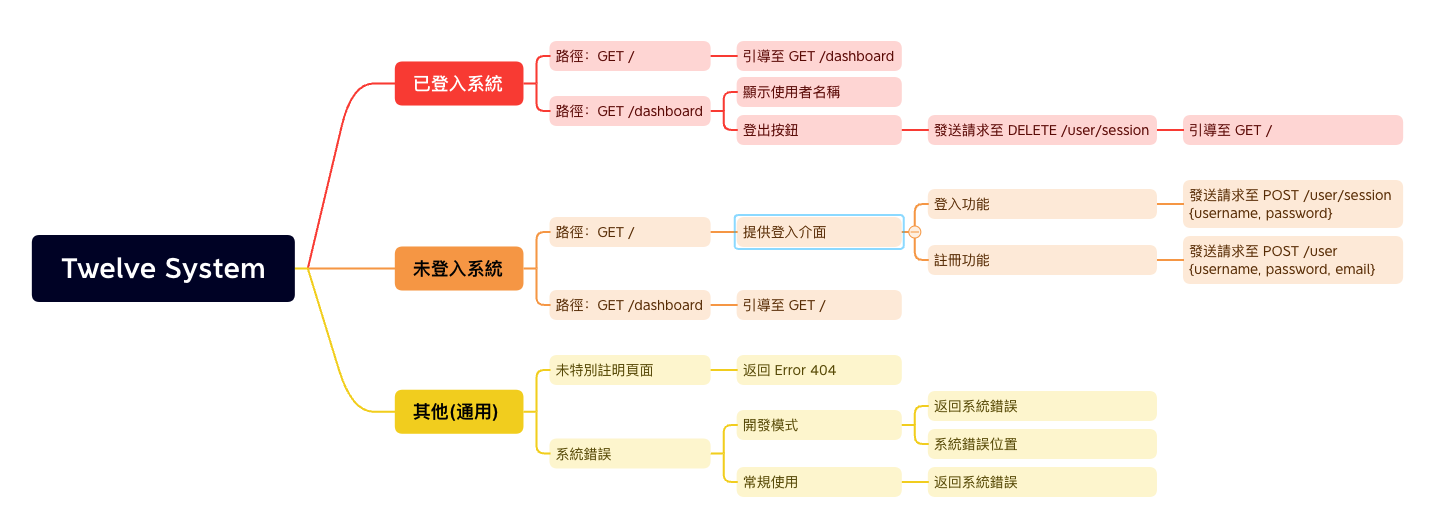 Twelve System
已登入系統
路徑：GET /
引導至 GET /dashboard
路徑：GET /dashboard
顯示使用者名稱
登出按鈕
發送請求至 DELETE /user/session
引導至 GET /
未登入系統
路徑：GET /
提供登入介面
登入功能
發送請求至 POST /user/session
{username, password}
註冊功能
發送請求至 POST /user
{username, password, email}
路徑：GET /dashboard
引導至 GET /
其他(通用)
未特別註明頁面
返回 Error 404
系統錯誤
開發模式
返回系統錯誤
系統錯誤位置
常規使用
返回系統錯誤